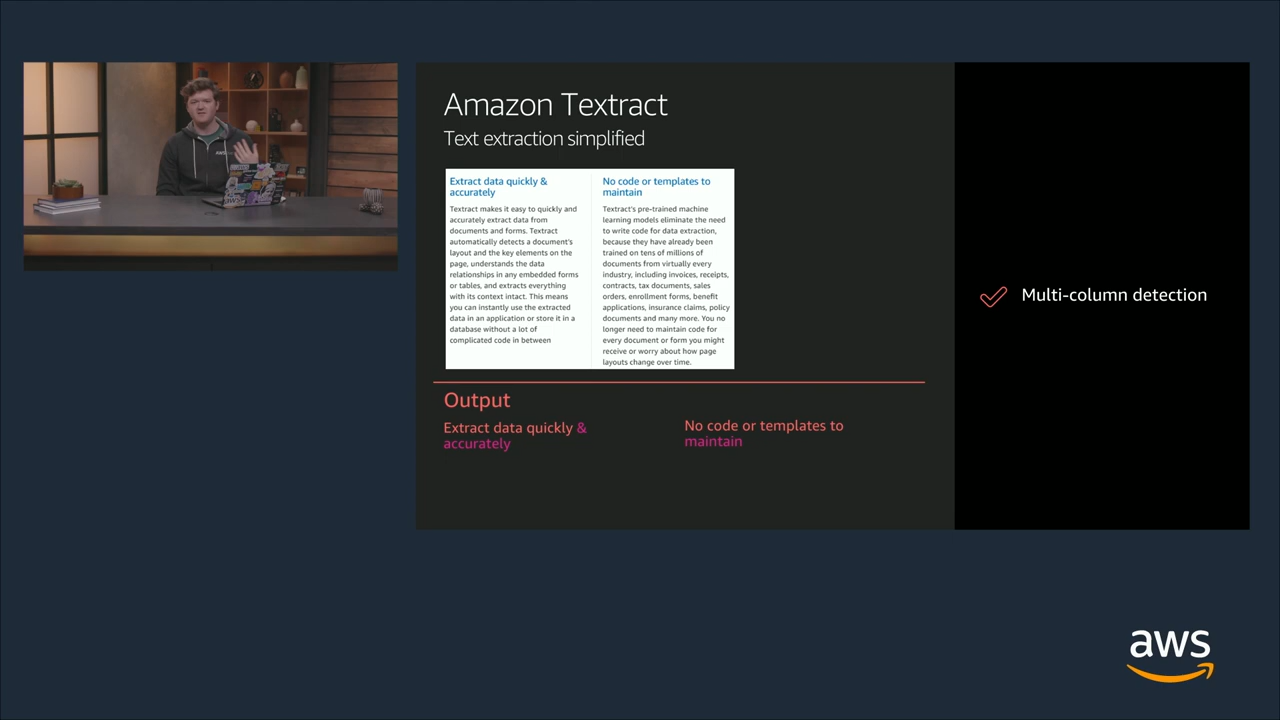 Amazon Textract
Text extraction simplified
Extract data quickly &
accurately
Textract makes it easy to quickly and
accurately extract data from
documents and forms. Textract
automatically detects a document's
layout and the key elements on the
page, understands the data
relationships in any embedded forms
or tables, and extracts everything
with its context intact. This means
you can instantly use the extracted
data in an application or store it in a
database without a lot of
complicated code in between
No code or templates to
maintain
Textract's pre-trained machine
learning models eliminate the need
to write code for data extraction,
because they have already been
trained on tens of millions of
documents from virtually every
industry, including invoices, receipts,
contracts, tax documents, sales
orders, enrollment forms, benefit
applications, insurance claims, policy
documents and many more. You no
longer need to maintain code for
every document or form you might
receive or worry about how page
layouts change over time.
Output
Extract data quickly &
accurately
No code or templates to
maintain
Multi-column detection
aws